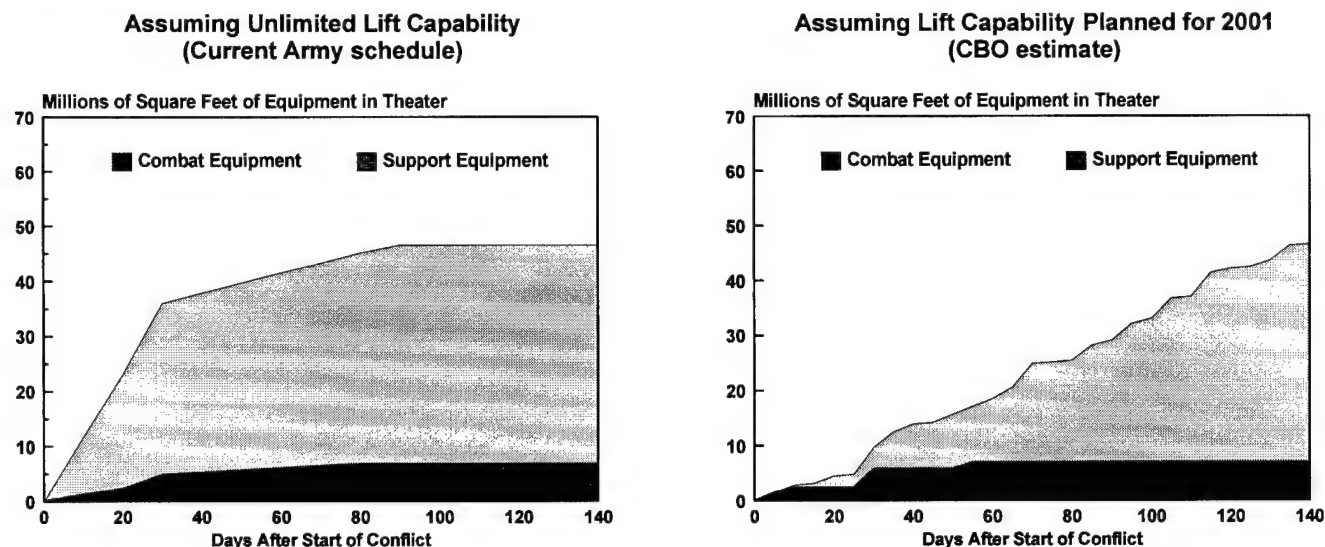 Assuming Unlimited Lift Capability
(Current Army schedule)
Millions of Square Feet of Equipment in Theater
70
Combat Equipment
Support Equipment
60
50
40
30
20
10
0
0 20 40 60 80 100 120 140
Days After Start of Conflict
Assuming Lift Capability Planned for 2001
(CBO estimate)
Millions of Square Feet of Equipment in Theater
70
Combat Equipment
Support Equipment
60
50
40
30
20
10
0
0 20 40 60 80 100 120 140
Days After Start of Conflict